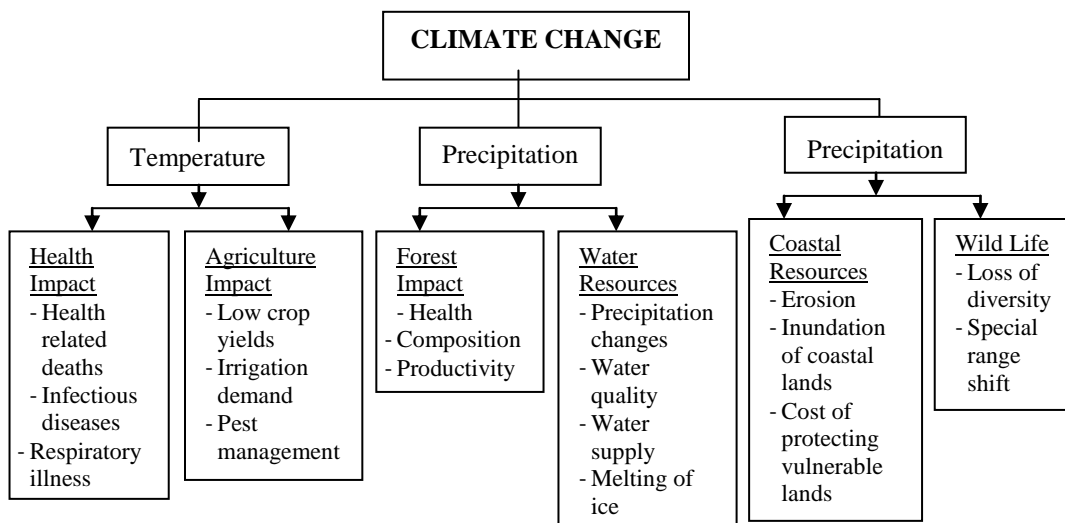 CLIMATE CHANGE
Temperature
Precipitation
Precipitation
Health
Impact
- Health
related
deaths
- Infectious
diseases
- Respiratory
illness
Agriculture
Impact
- Low crop
yields
- Irrigation
demand
- Pest
management
Forest
Impact
- Health
- Composition
- Productivity
Water
Resources
- Precipitation
changes
- Water
quality
- Water
supply
- Melting of
ice
Coastal
Resources
- Erosion
- Inundation
of coastal
lands
- Cost of
protecting
vulnerable
lands
Wild Life
- Loss of
diversity
- Special
range
shift